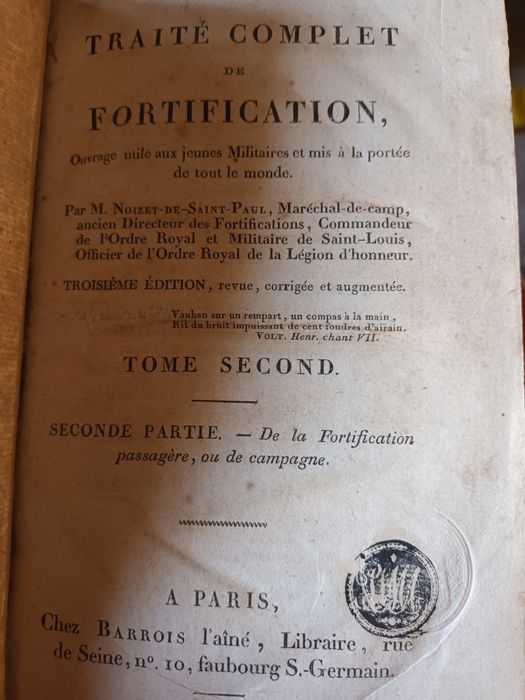 TRAITÉ COMPLET
DE
FORTIFICATION,
Ouvrage utile aux jeunes Militaires et mis à la portée
de tout le monde.
Par M. NOIZET-DE-SAINT-PAUL, Maréchal-de-camp,
ancien Directeur des Fortifications, Commandeur
de l'Ordre Royal et Militaire de Saint-Louis,
Officier de l'Ordre Royal de la Légion d'honneur.
TROISIÈME ÉDITION, revue, corrigée et augmentée.
Vauban sur un rempart, un compas à la main,
Rit du bruit impuissant de cent foudres d'airain.
VOLT. Henr. chant VII.
TOME SECOND.
SECONDE PARTIE. — De la Fortification
passagère, ou de campagne.
A PARIS,
Chez BARROIS l'aîné, Libraire, rue
de Seine, nº. 10, faubourg S.-Germain.